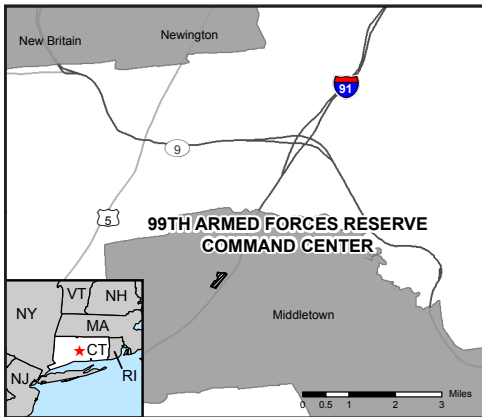 New Britain
Newington
91
9
5
99TH ARMED FORCES RESERVE
COMMAND CENTER
Middletown
NY
VT
NH
MA
CT
RI
NJ
Miles
0 0.5 1 2 3